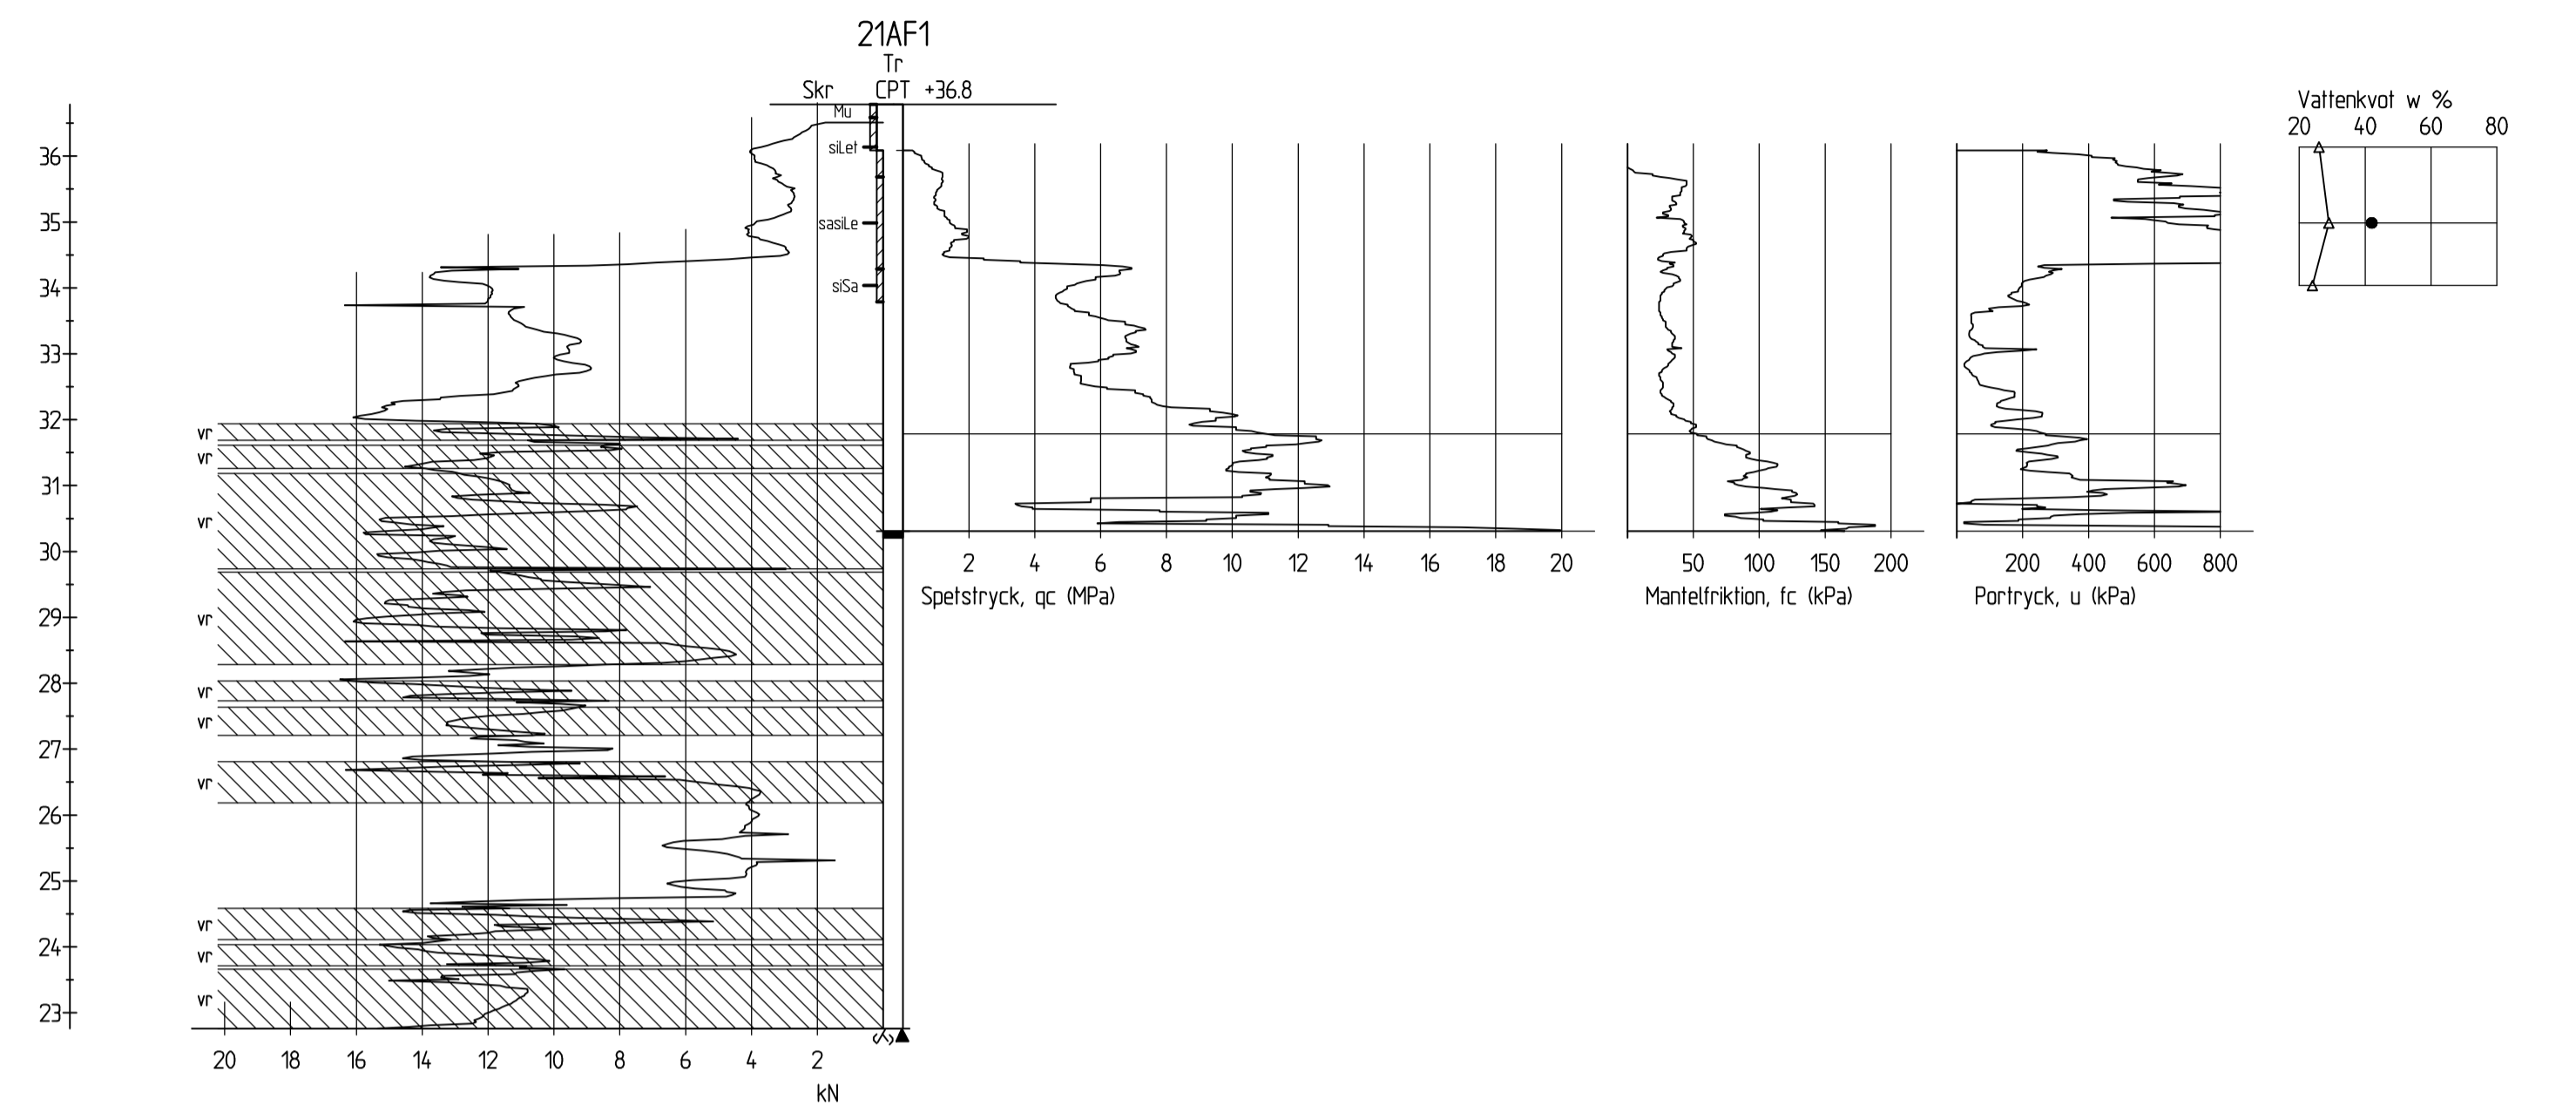 21AF1
Tr
Skr CPT +36.8
Vattenkvot w %
Mu
20 40 60 80
siLet
36
35
sasiLe
34
siSa
33
32
vr
vr
31
vr
30
2 4 6 8 10 12 14 16 18 20
50 100 150 200
200 400 600 800
Spetstryck, qc (MPa)
Mantelfriktion, fc (kPa)
Portryck, u (kPa)
29
vr
28
vr
vr
27
vr
26
25
vr
24
vr
vr
23
20 18 16 14 12 10 8 6 4 2
kN